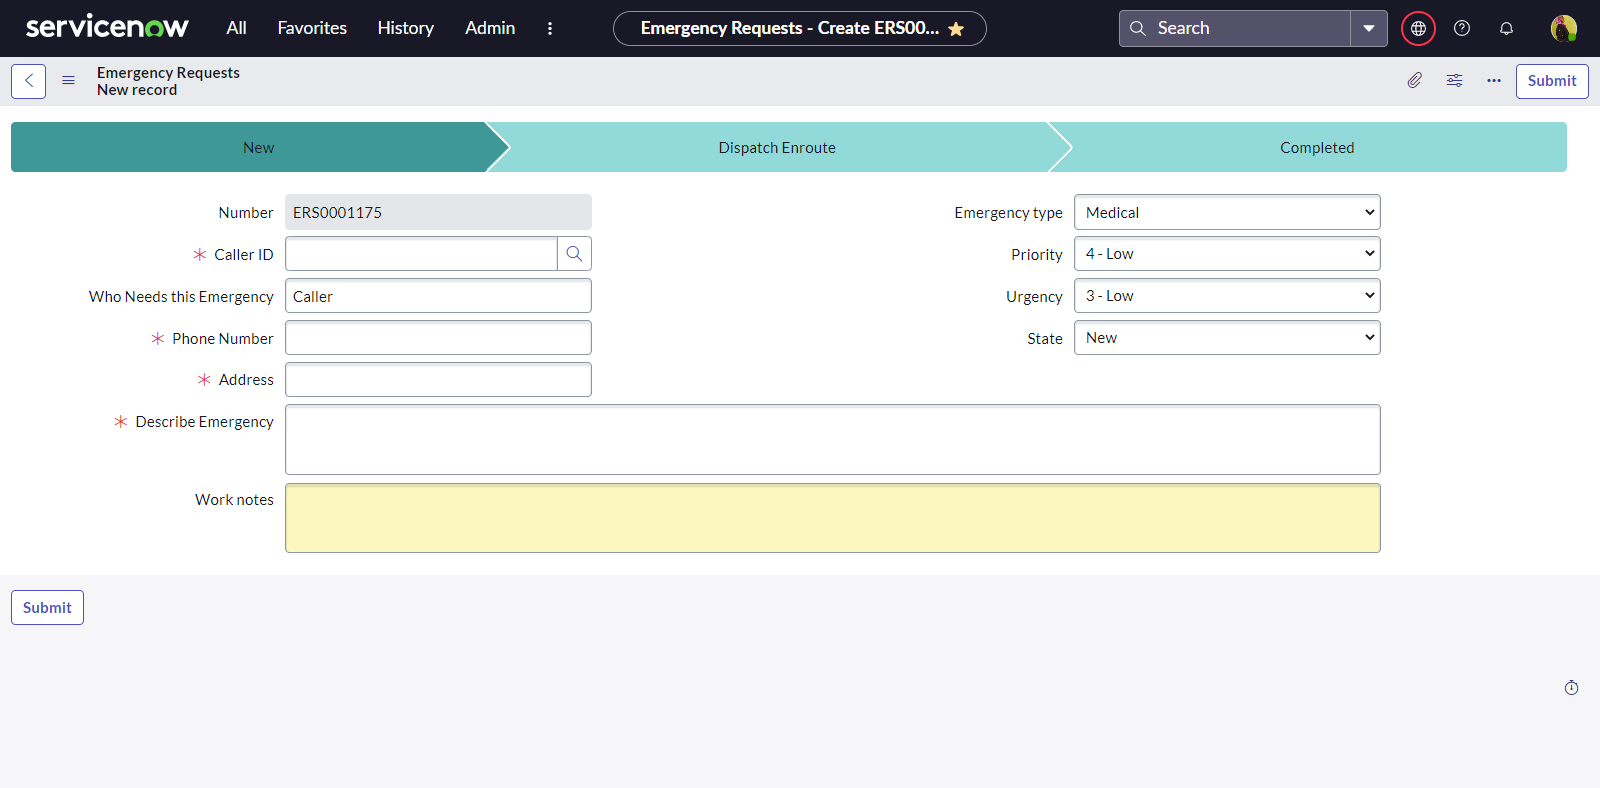 servicenow
All Favorites History Admin
Emergency Requests - Create ERS00...
Search
Emergency Requests
New record
Submit
New
Dispatch Enroute
Completed
Number
ERS0001175
Emergency type
Medical
Caller ID
Priority
4 - Low
Who Needs this Emergency
Caller
Urgency
3 - Low
Phone Number
State
New
Address
Describe Emergency
Work notes
Submit